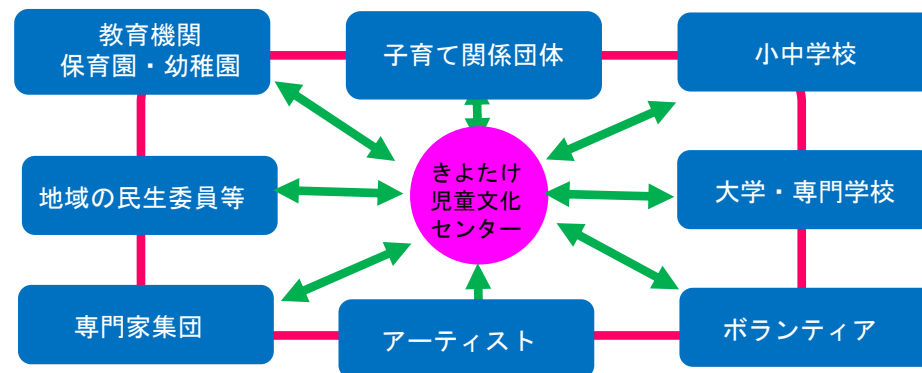 教育機関
保育園・幼稚園
子育て関係団体
小中学校
地域の民生委員等
きよたけ
児童文化
センター
大学・専門学校
専門家集団
アーティスト
ボランティア